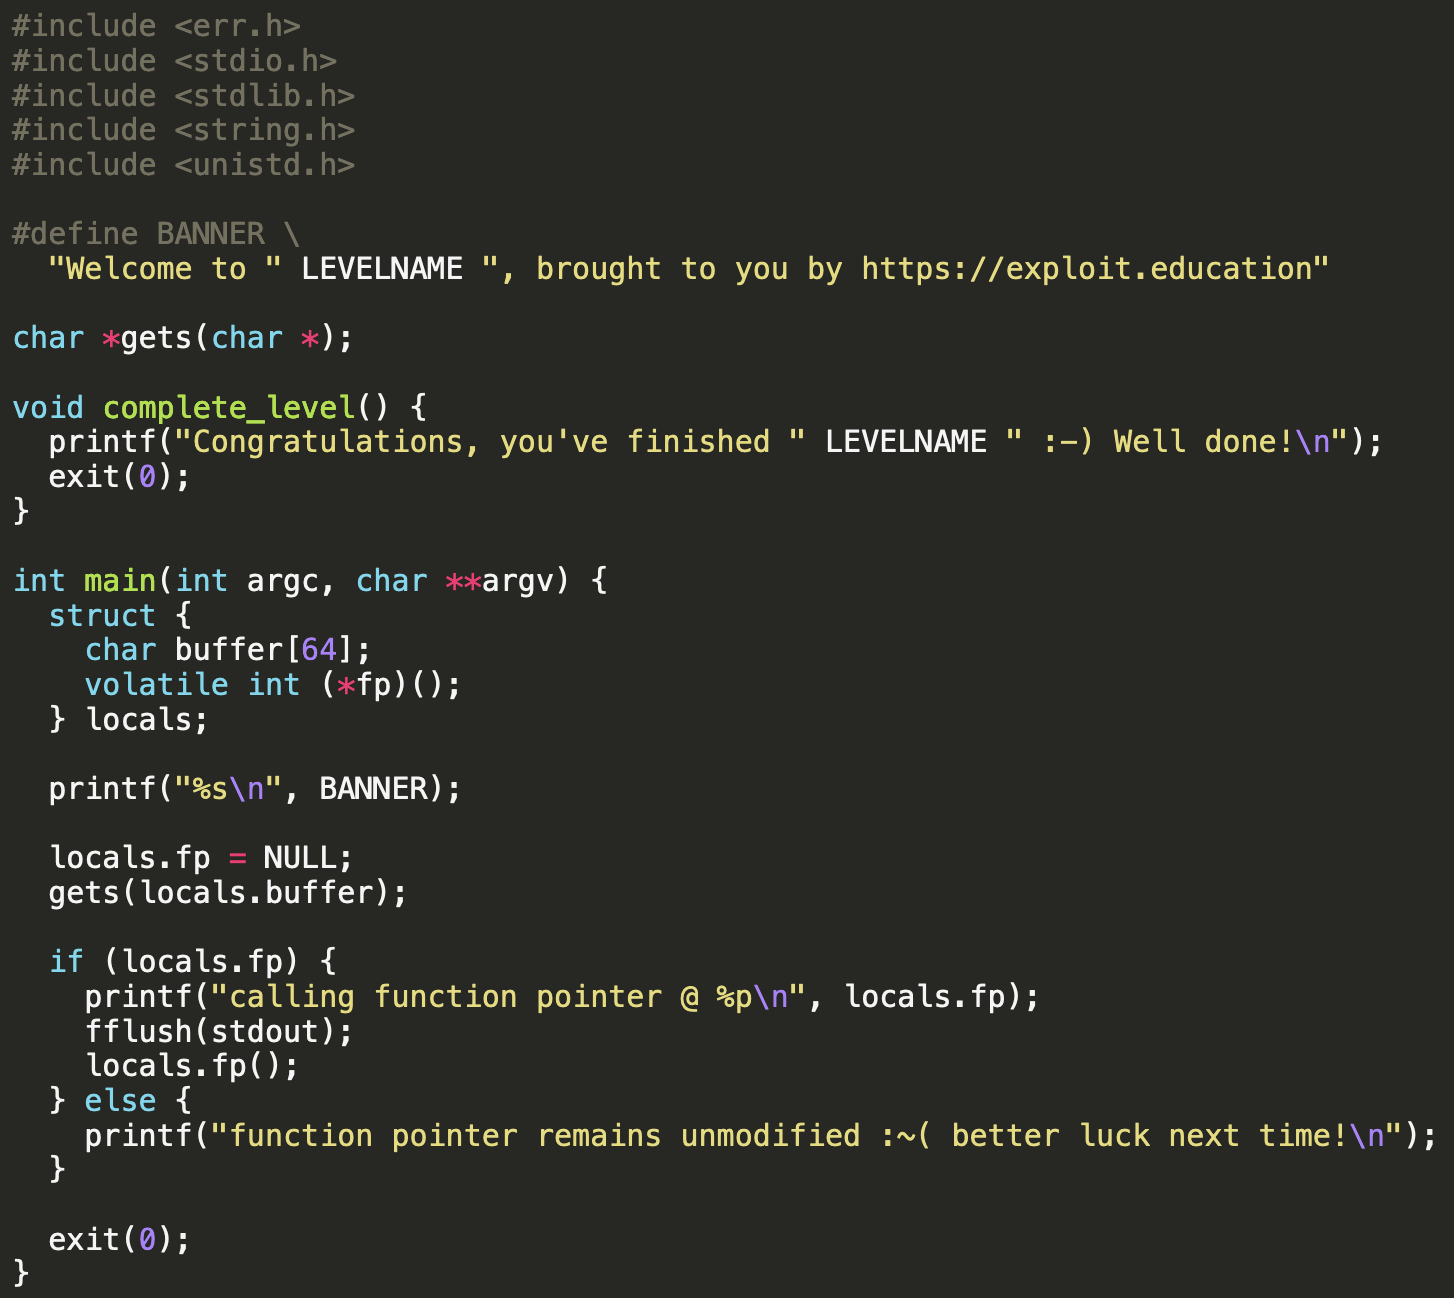 #include <err.h>
#include <stdio.h>
#include <stdlib.h>
#include <string.h>
#include <unistd.h>

#define BANNER \
  "Welcome to " LEVELNAME ", brought to you by https://exploit.education"

char *gets(char *);

void complete_level() {
  printf("Congratulations, you've finished " LEVELNAME " :-) Well done!\n");
  exit(0);
}

int main(int argc, char **argv) {
  struct {
    char buffer[64];
    volatile int (*fp)();
  } locals;

  printf("%s\n", BANNER);

  locals.fp = NULL;
  gets(locals.buffer);

  if (locals.fp) {
    printf("calling function pointer @ %p\n", locals.fp);
    fflush(stdout);
    locals.fp();
  } else {
    printf("function pointer remains unmodified :~( better luck next time!\n");
  }

  exit(0);
}